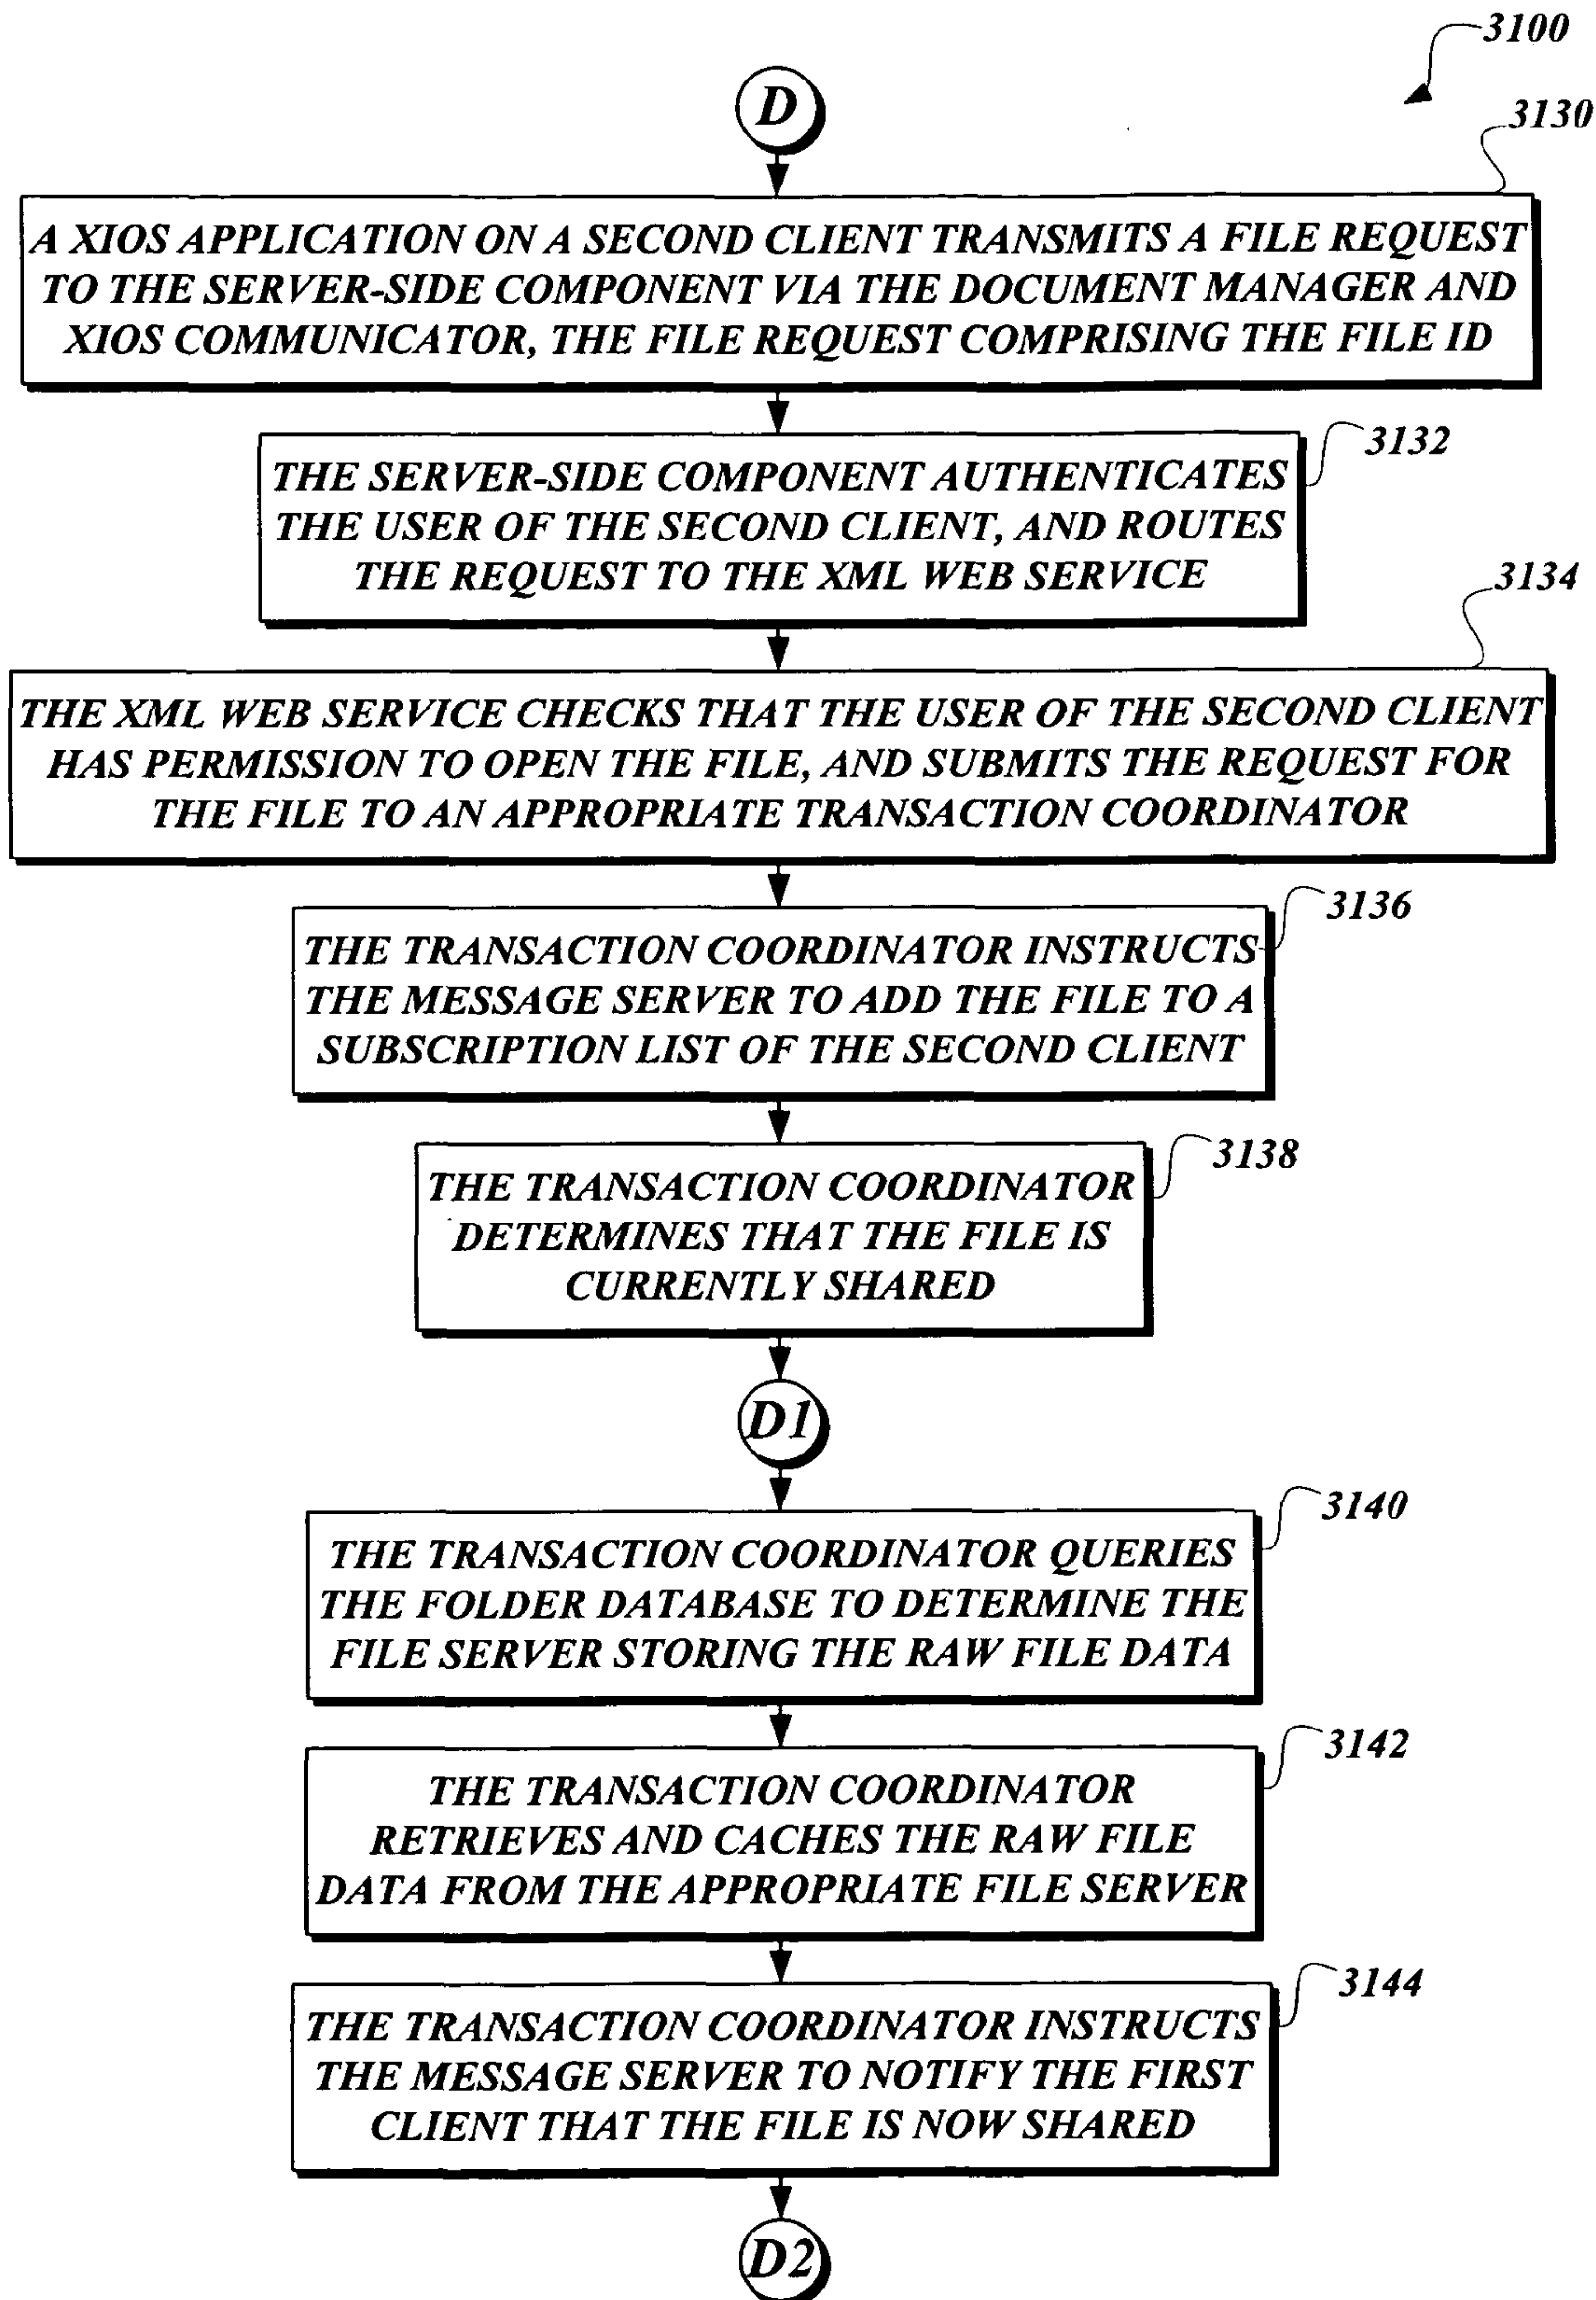 3100
D
3130
A XIOS APPLICATION ON A SECOND CLIENT TRANSMITS A FILE REQUEST
TO THE SERVER-SIDE COMPONENT VIA THE DOCUMENT MANAGER AND
XIOS COMMUNICATOR, THE FILE REQUEST COMPRISING THE FILE ID
3132
THE SERVER-SIDE COMPONENT AUTHENTICATES
THE USER OF THE SECOND CLIENT, AND ROUTES
THE REQUEST TO THE XML WEB SERVICE
3134
THE XML WEB SERVICE CHECKS THAT THE USER OF THE SECOND CLIENT
HAS PERMISSION TO OPEN THE FILE, AND SUBMITS THE REQUEST FOR
THE FILE TO AN APPROPRIATE TRANSACTION COORDINATOR
3136
THE TRANSACTION COORDINATOR INSTRUCTS
THE MESSAGE SERVER TO ADD THE FILE TO A
SUBSCRIPTION LIST OF THE SECOND CLIENT
3138
THE TRANSACTION COORDINATOR
DETERMINES THAT THE FILE IS
CURRENTLY SHARED
D1
3140
THE TRANSACTION COORDINATOR QUERIES
THE FOLDER DATABASE TO DETERMINE THE
FILE SERVER STORING THE RAW FILE DATA
3142
THE TRANSACTION COORDINATOR
RETRIEVES AND CACHES THE RAW FILE
DATA FROM THE APPROPRIATE FILE SERVER
3144
THE TRANSACTION COORDINATOR INSTRUCTS
THE MESSAGE SERVER TO NOTIFY THE FIRST
CLIENT THAT THE FILE IS NOW SHARED
D2